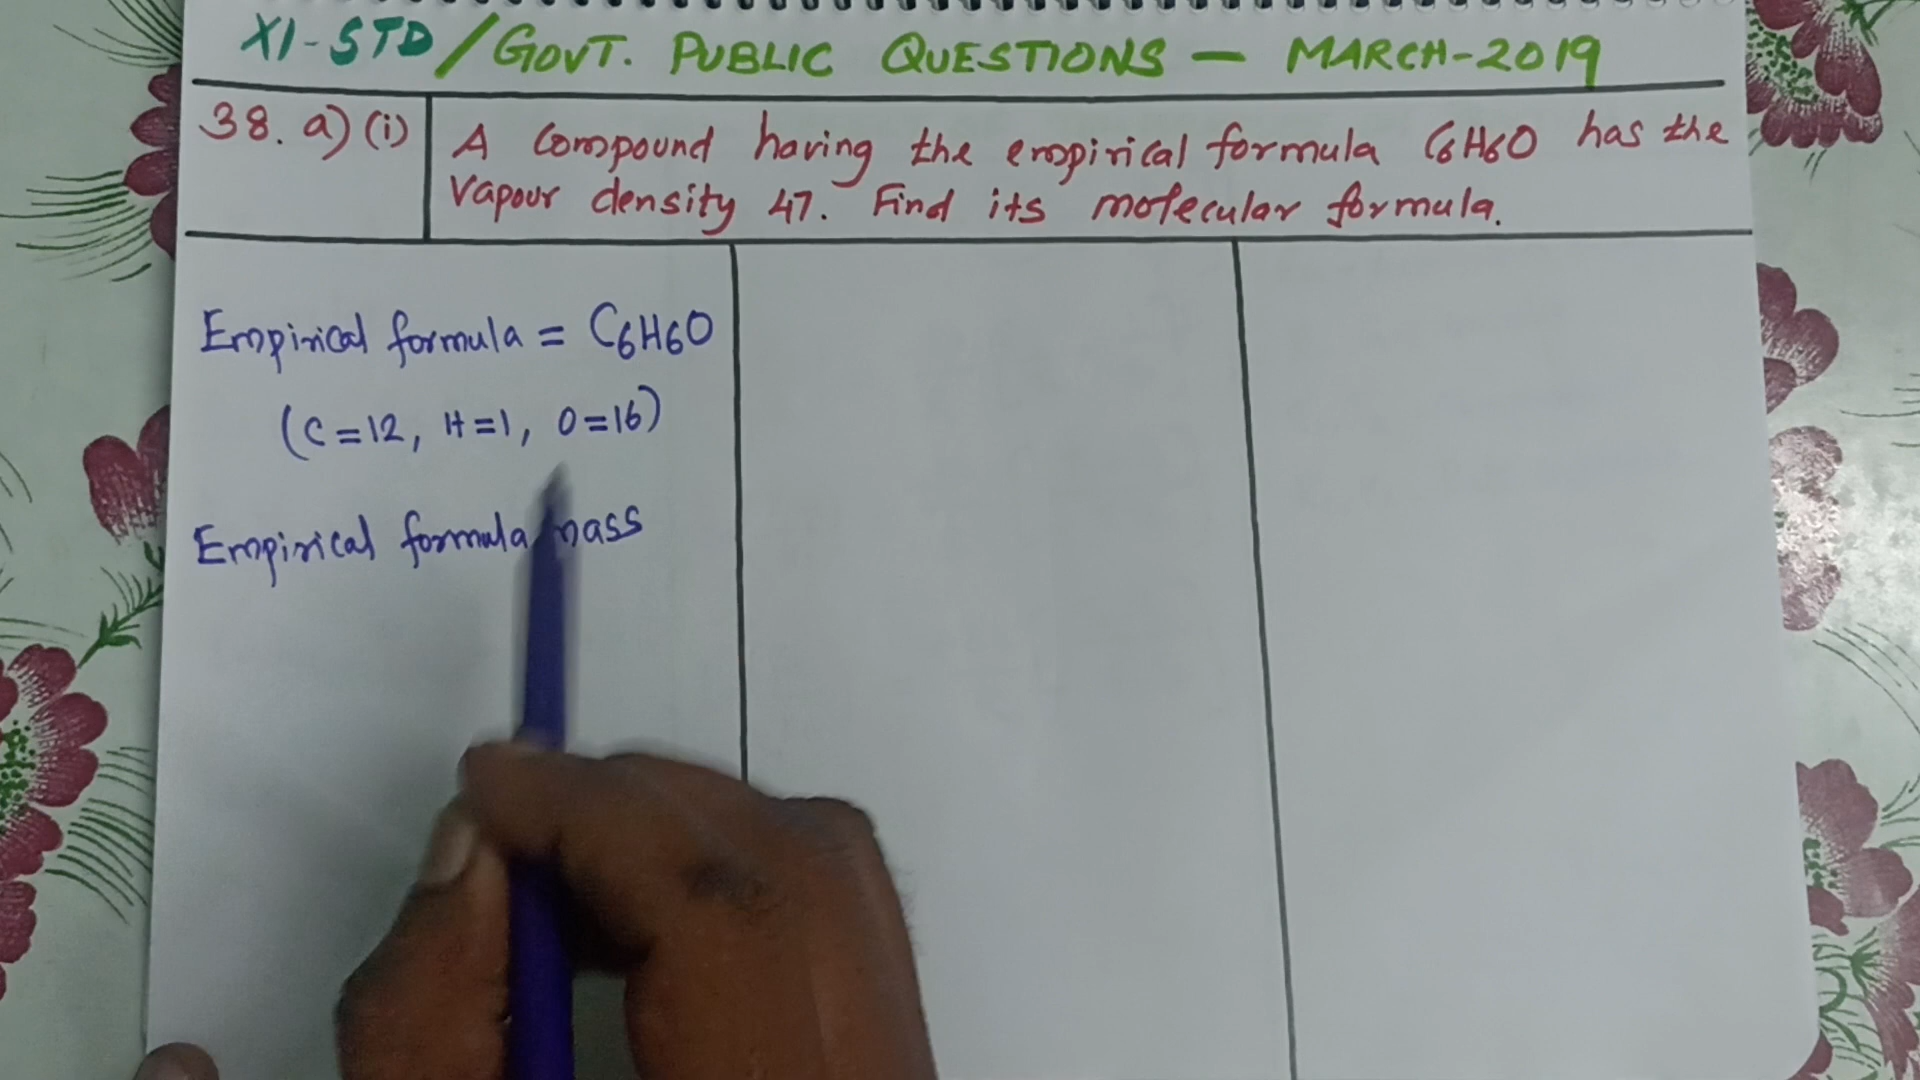 XI-STD/GOVT. PUBLIC QUESTIONS - MARCH-2019
38. a) (i) A compound having the empirical formula C6H6O has the
Vapour density 47. Find its molecular formula.
Empirical formula = C6H6O
(C=12, H=1, O=16)
Empirical formula mass